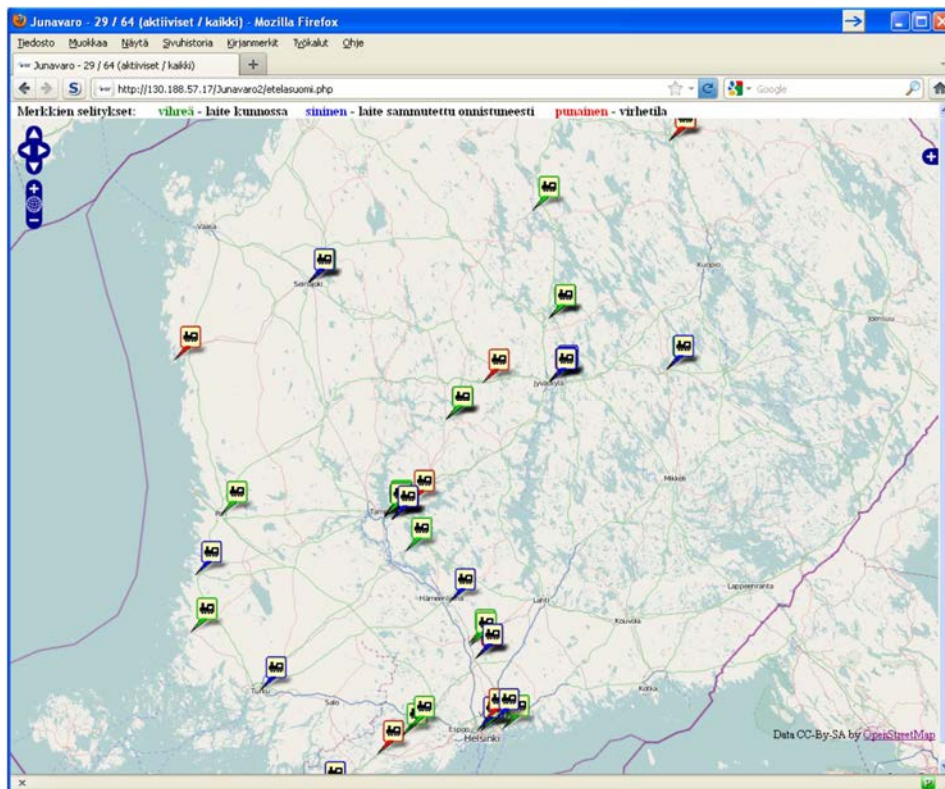 Junavaro - 29 / 64 (aktiiviset / kaikki) - Mozilla Firefox
Tiedosto Muokkaa Näytä Sivuhistoria Kirjanmerkit Työkalut Ohje
Junavaro - 29 / 64 (aktiiviset / kaikki)
http://130.188.57.17/Junavaro2/etelasuomi.php
Google
Merkkien selitykset: vihreä - laite kunnossa sininen - laite sammutettu onnistuneesti punainen - virhetila
Vaasa
Kuopio
Seinäjoki
Joensuu
Jyväskylä
Mikkeli
Lappeenranta
Hämeenlinna
Lahti
Kouvola
Kotka
Turku
Salo
Espoo
Helsinki
Data CC-By-SA by OpenStreetMap